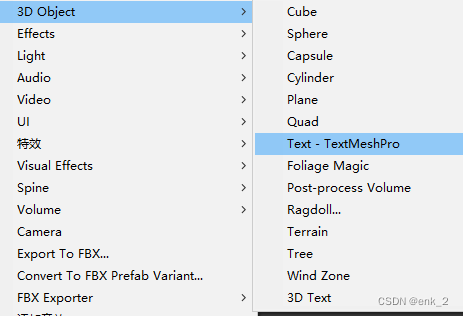 3D Object
Effects
Light
Audio
Video
UI
特效
Visual Effects
Spine
Volume
Camera
Export To FBX...
Convert To FBX Prefab Variant...
FBX Exporter
Cube
Sphere
Capsule
Cylinder
Plane
Quad
Text - TextMeshPro
Foliage Magic
Post-process Volume
Ragdoll...
Terrain
Tree
Wind Zone
3D Text
CSDN @enk_2